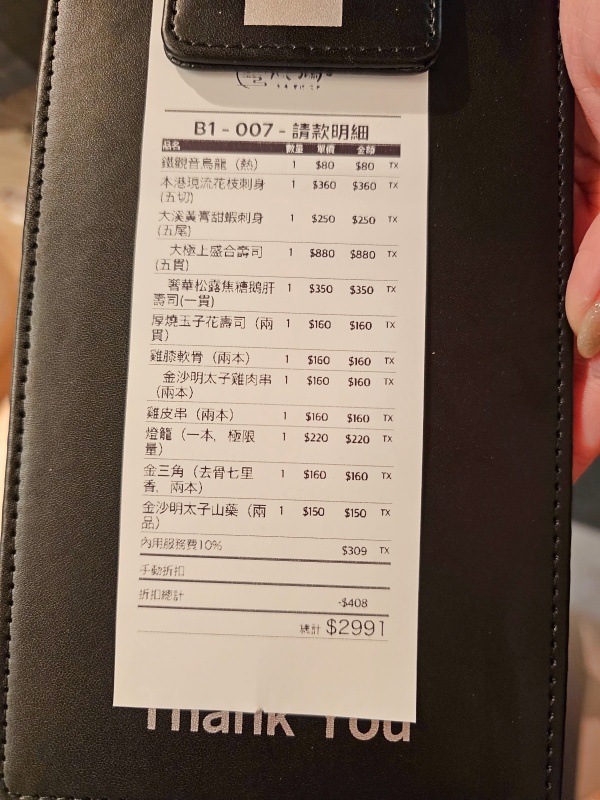 B1 - 007 - 請款明細
品名 數量 單價 金額
鐵觀音烏龍（熱） 1 $80 $80 TX
本港現流花枝刺身 1 $360 $360 TX
(五切)
大溪黃膏甜蝦刺身 1 $250 $250 TX
(五尾)
大極上盛合壽司 1 $880 $880 TX
(五貫)
奢華松露焦糖鵝肝 1 $350 $350 TX
壽司(一貫)
厚燒玉子花壽司（兩 1 $160 $160 TX
貫）
雞膝軟骨（兩本） 1 $160 $160 TX
金沙明太子雞肉串 1 $160 $160 TX
（兩本）
雞皮串（兩本） 1 $160 $160 TX
燈籠（一本，極限 1 $220 $220 TX
量）
金三角（去骨七里 1 $160 $160 TX
香，兩本）
金沙明太子山藥（兩 1 $150 $150 TX
品）
內用服務費10% $309 TX
手動折扣
折扣總計 -$408
總計 $2991
Thank You